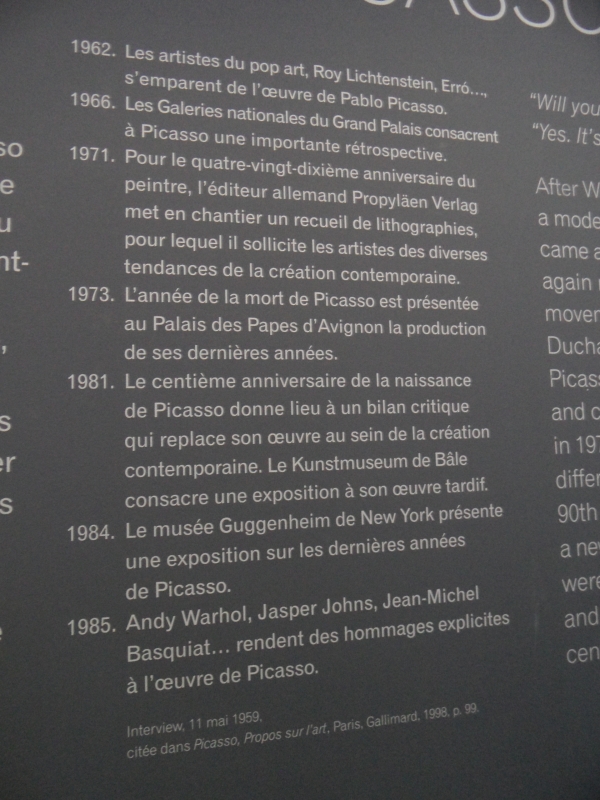 1962. Les artistes du pop art, Roy Lichtenstein, Erró...,
s'emparent de l'œuvre de Pablo Picasso.
1966. Les Galeries nationales du Grand Palais consacrent
à Picasso une importante rétrospective.
1971. Pour le quatre-vingt-dixième anniversaire du
peintre, l'éditeur allemand Propyläen Verlag
met en chantier un recueil de lithographies,
pour lequel il sollicite les artistes des diverses
tendances de la création contemporaine.
1973. L'année de la mort de Picasso est présentée
au Palais des Papes d'Avignon la production
de ses dernières années.
1981. Le centième anniversaire de la naissance
de Picasso donne lieu à un bilan critique
qui replace son œuvre au sein de la création
contemporaine. Le Kunstmuseum de Bâle
consacre une exposition à son œuvre tardif.
1984. Le musée Guggenheim de New York présente
une exposition sur les dernières années
de Picasso.
1985. Andy Warhol, Jasper Johns, Jean-Michel
Basquiat... rendent des hommages explicites
à l'œuvre de Picasso.
Interview, 11 mai 1959,
citée dans Picasso, Propos sur l'art, Paris, Gallimard, 1998, p. 99.
"Will you
"Yes. It's
After W
a mode
came a
again
mover
Ducha
Picass
and c
in 197
differ
90th
a ne
were
and
cen